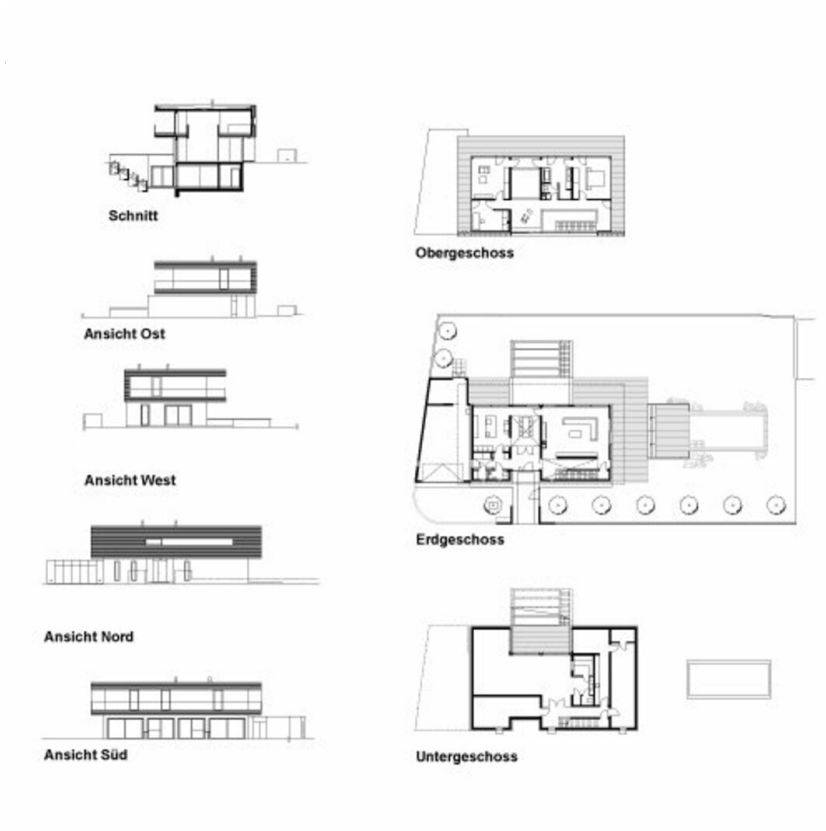 Schnitt
Ansicht Ost
Ansicht West
Ansicht Nord
Ansicht Süd
Obergeschoss
Erdgeschoss
Untergeschoss